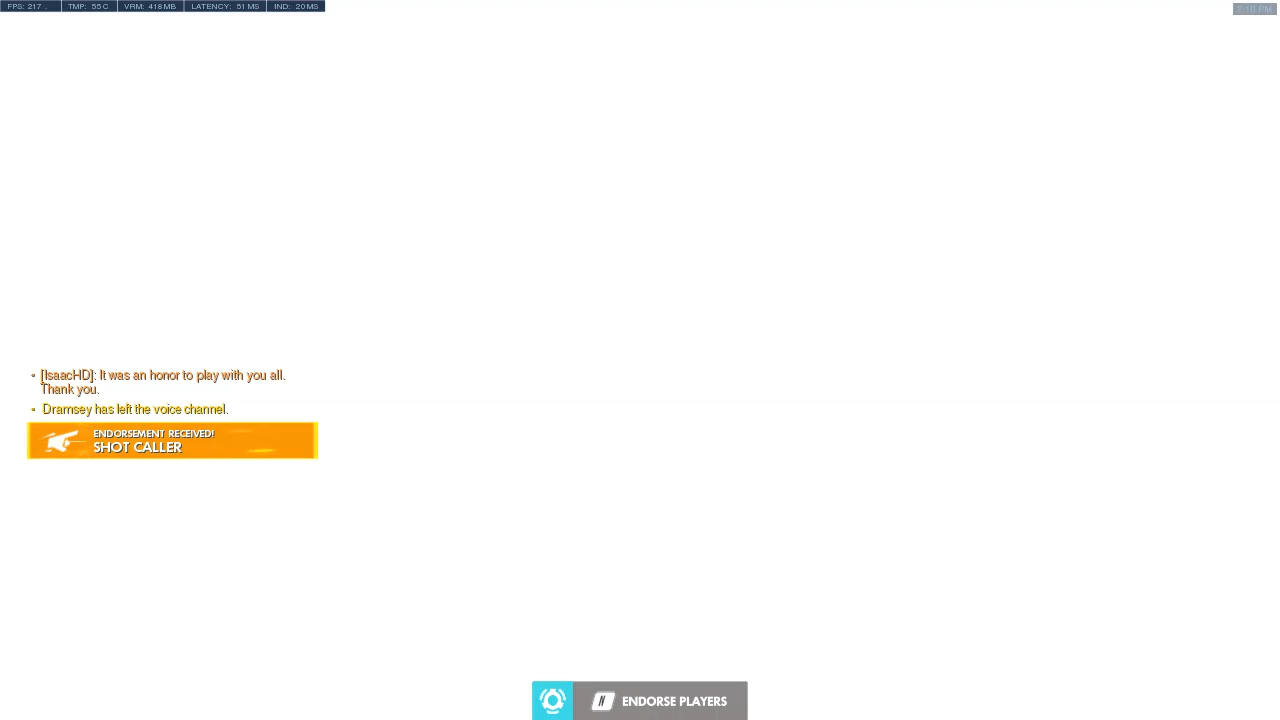 FPS: 217 . TMP: 55 C VRM: 418 MB LATENCY: 51 MS IND: 20 MS
[IsaacHD]: It was an honor to play with you all.
Thank you.
Dramsey has left the voice channel.
ENDORSEMENT RECEIVED!
SHOT CALLER
N ENDORSE PLAYERS